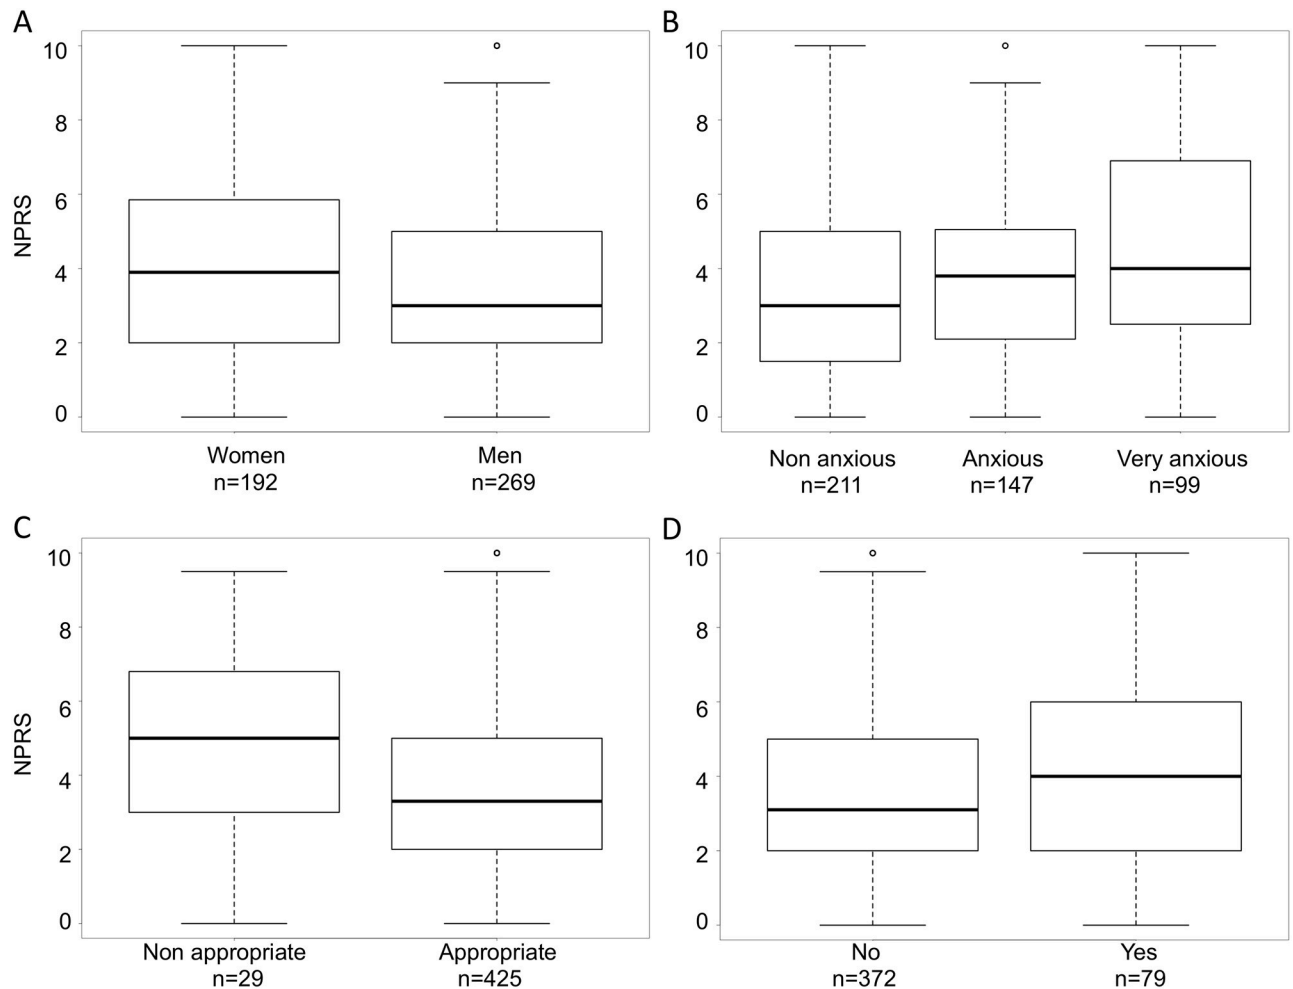 A
10
8
6
4
2
0
NPRS
Women
n=192
Men
n=269
B
10
8
6
4
2
0
Non anxious
n=211
Anxious
n=147
Very anxious
n=99
C
10
8
6
4
2
0
NPRS
Non appropriate
n=29
Appropriate
n=425
D
10
8
6
4
2
0
No
n=372
Yes
n=79